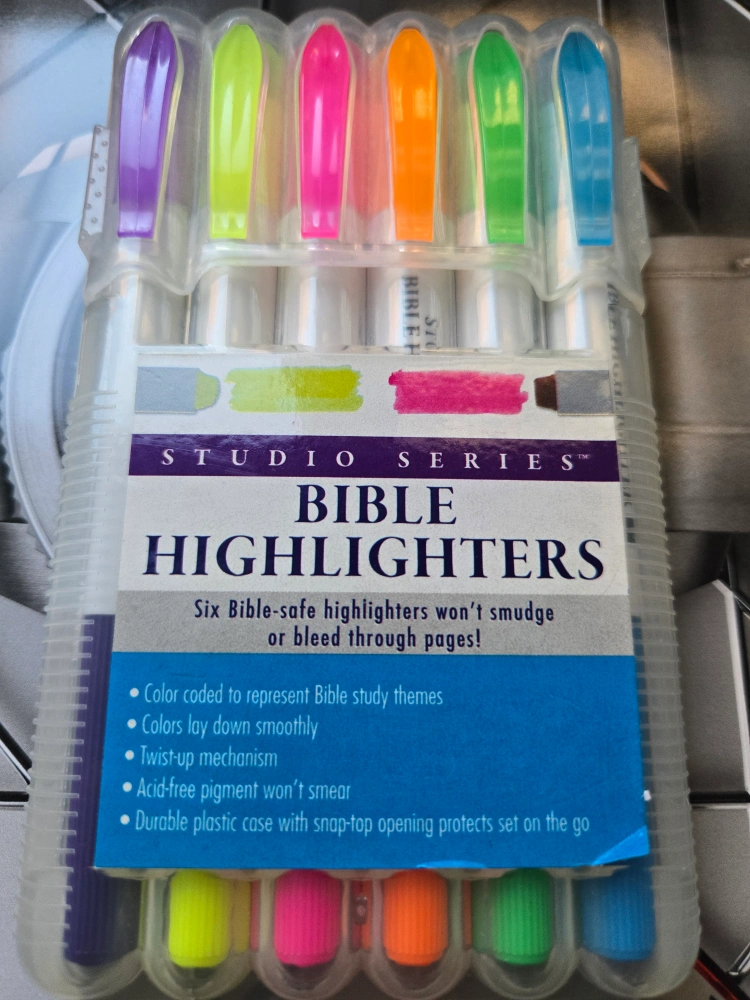 STUDIO SERIES™
BIBLE
HIGHLIGHTERS
Six Bible-safe highlighters won't smudge
or bleed through pages!
• Color coded to represent Bible study themes
• Colors lay down smoothly
• Twist-up mechanism
• Acid-free pigment won't smear
• Durable plastic case with snap-top opening protects set on the go